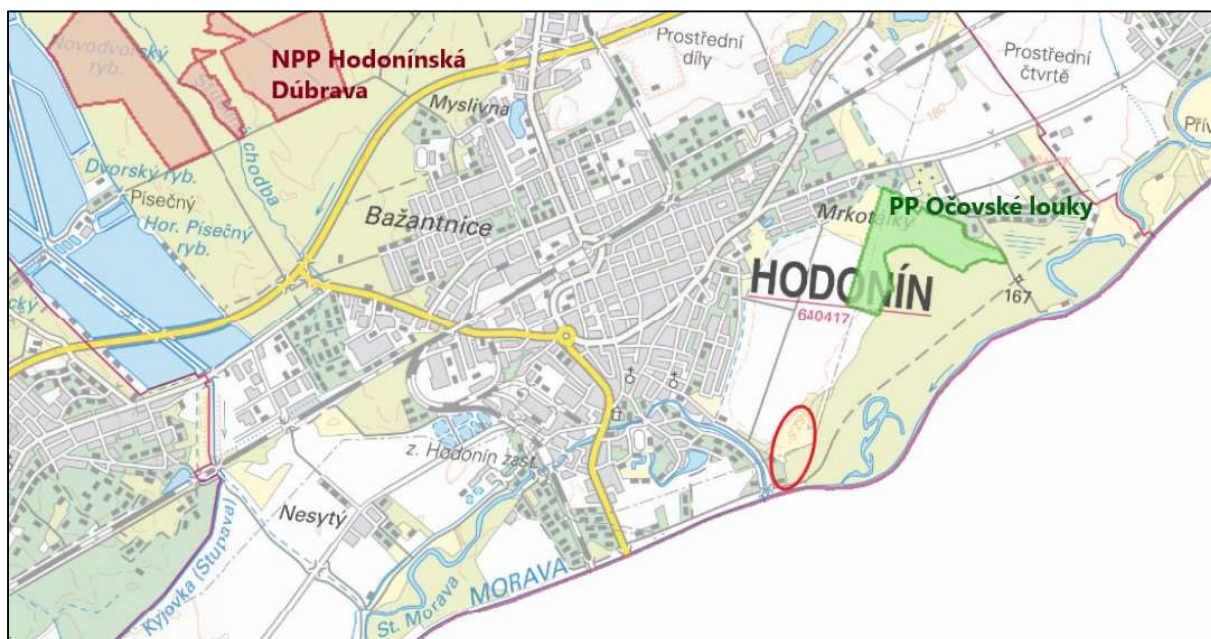 Novodvorský
ryb.
NPP Hodonínská
Dúbrava
Prostřední
díly
Prostřední
čtvrtě
Myslivna
180
Dvorský ryb.
Písečný
Hor. Písečný
ryb.
Bažantnice
Mrkotálky
PP Očovské louky
HODONÍN
640417
167
z. Hodonín zast.
Nesytý
Kyjovka (Stupava)
St. Morava
MORAVA